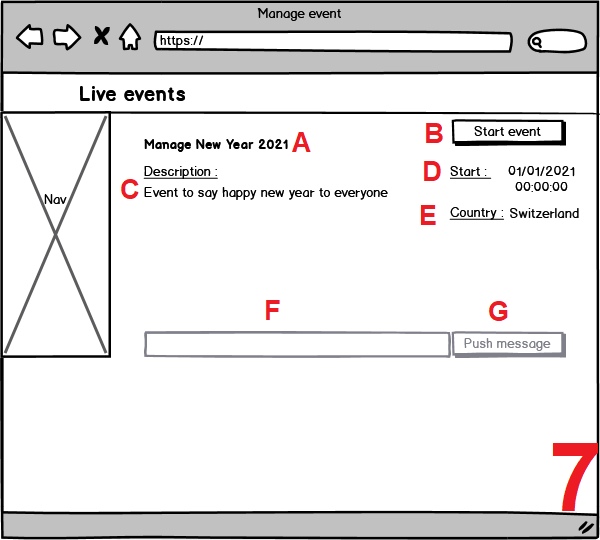 Manage event
https://
Live events
Nav
Manage New Year 2021 A
B Start event
Description :
C Event to say happy new year to everyone
D Start : 01/01/2021
00:00:00
E Country : Switzerland
F
G
Push message
7